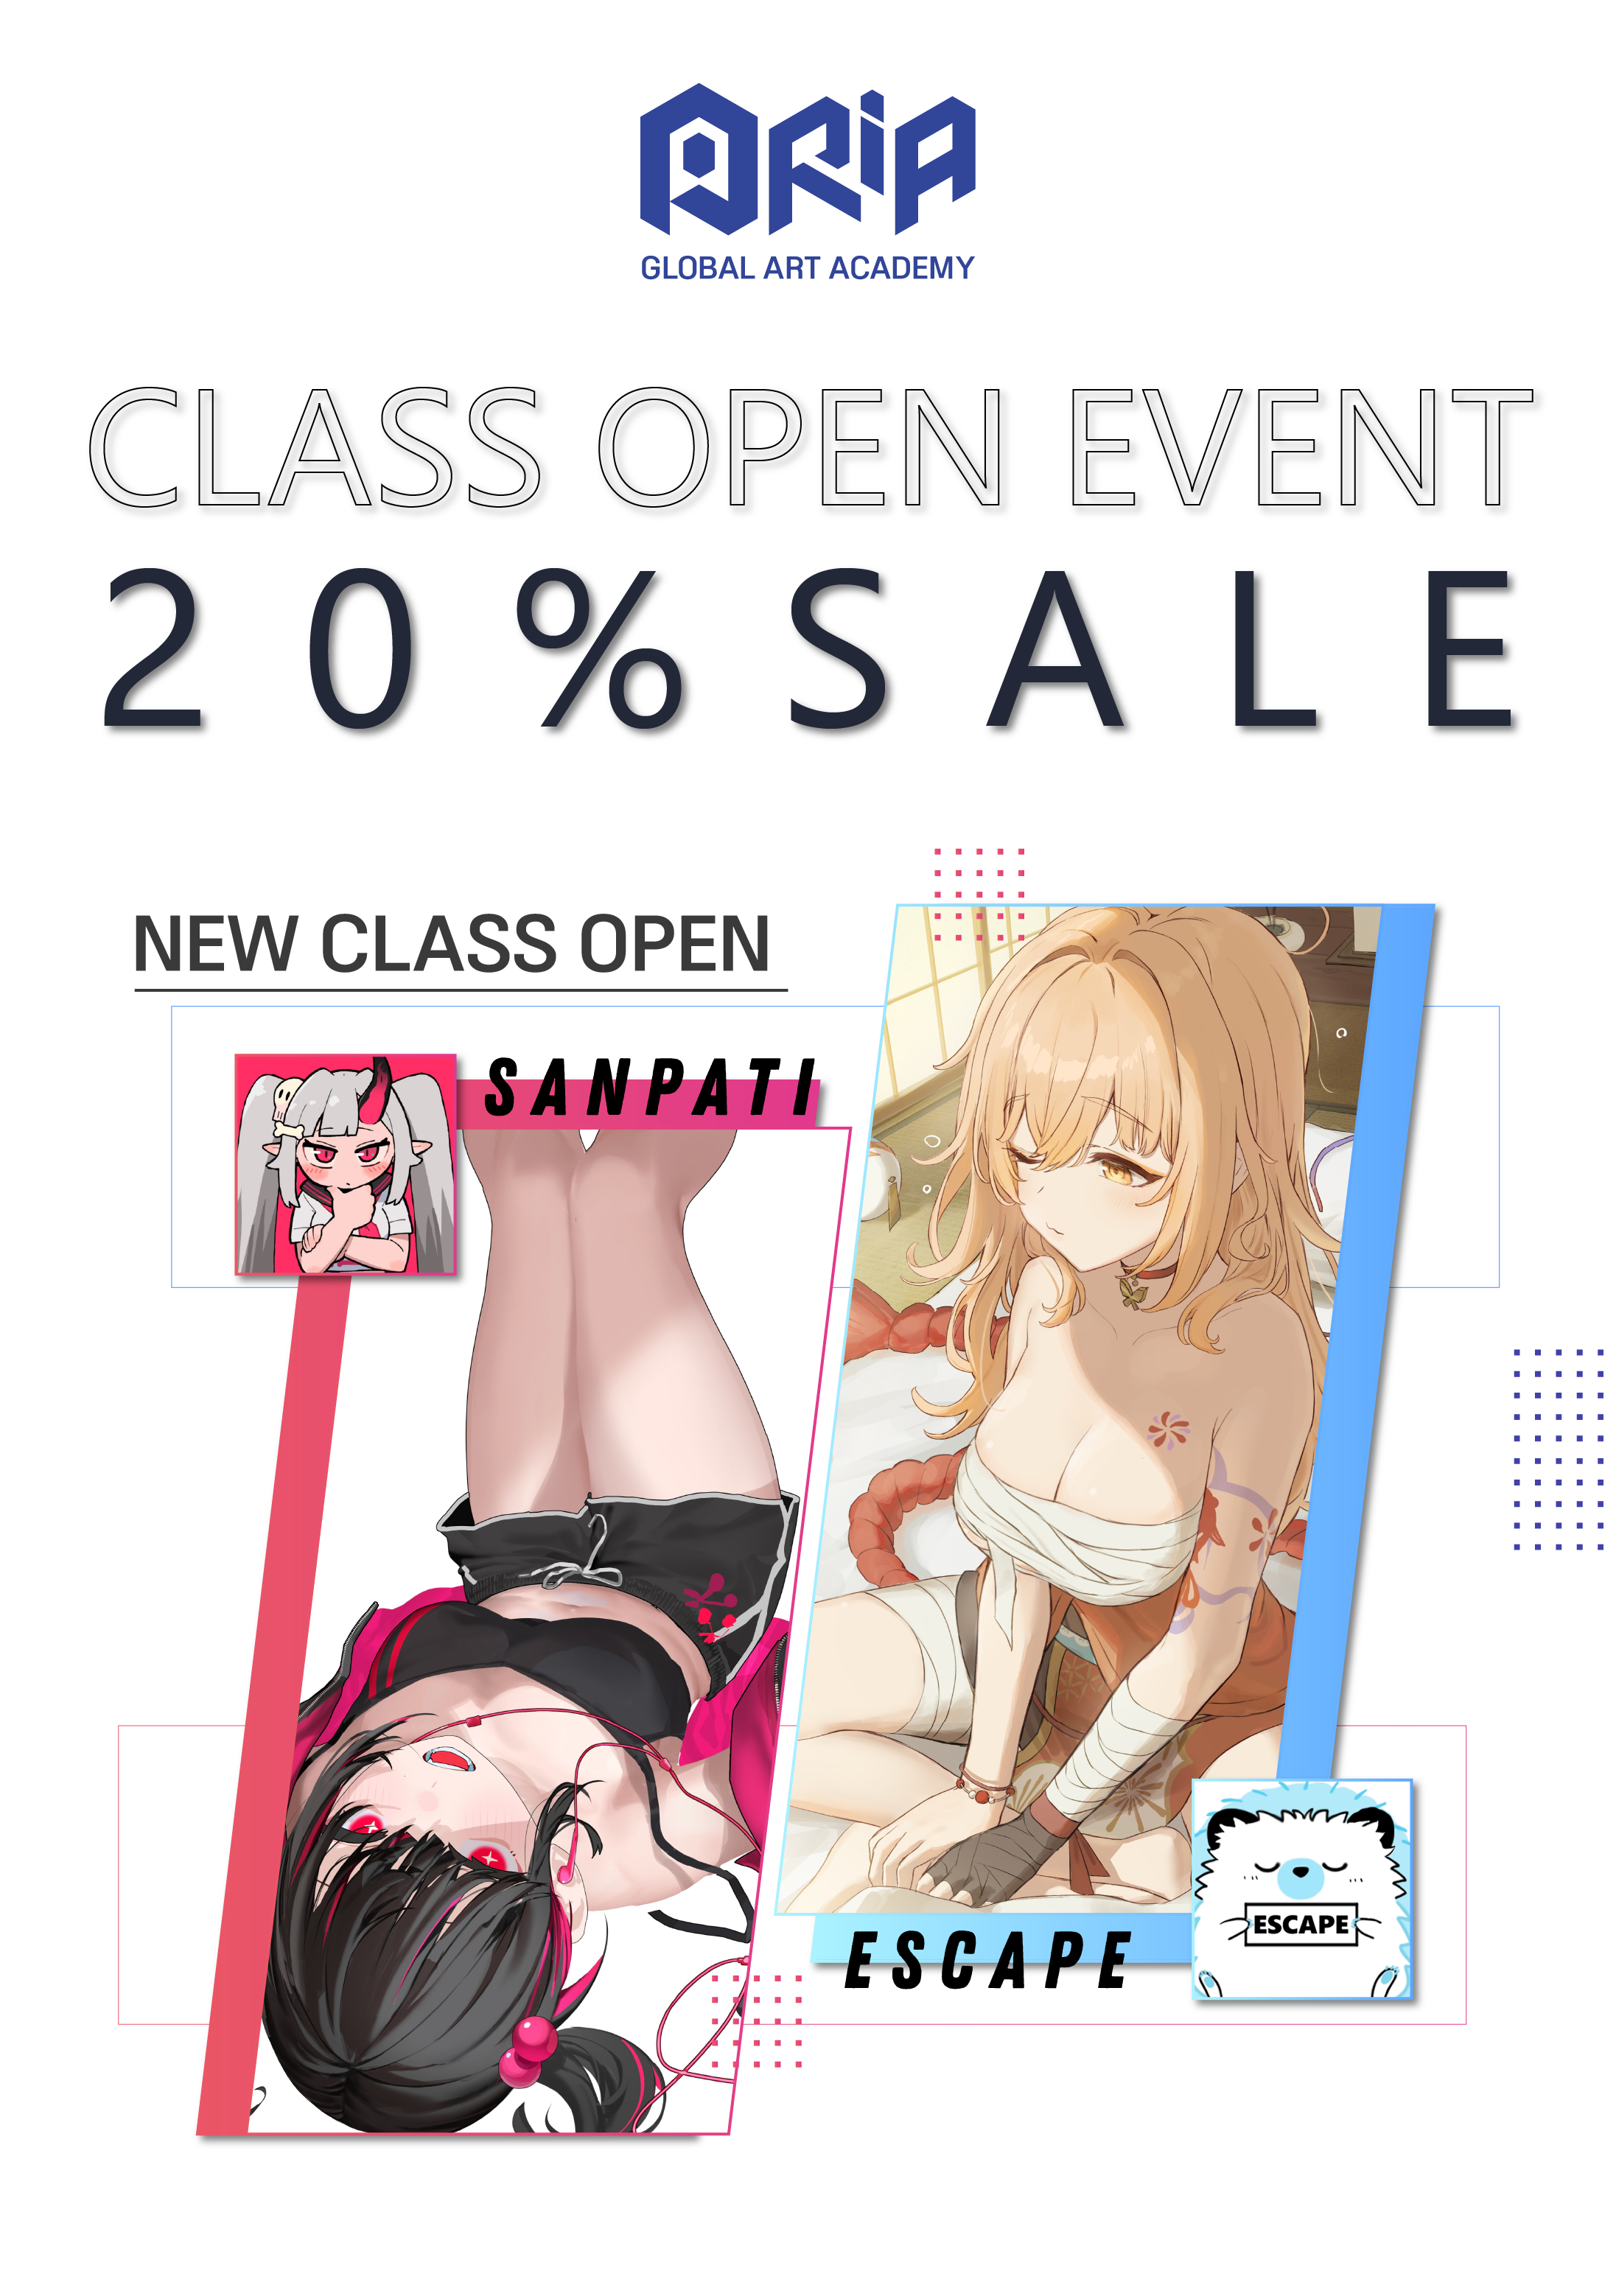 ARiA
GLOBAL ART ACADEMY
CLASS OPEN EVENT
20%SALE
NEW CLASS OPEN
SANPATI
ESCAPE
ESCAPE